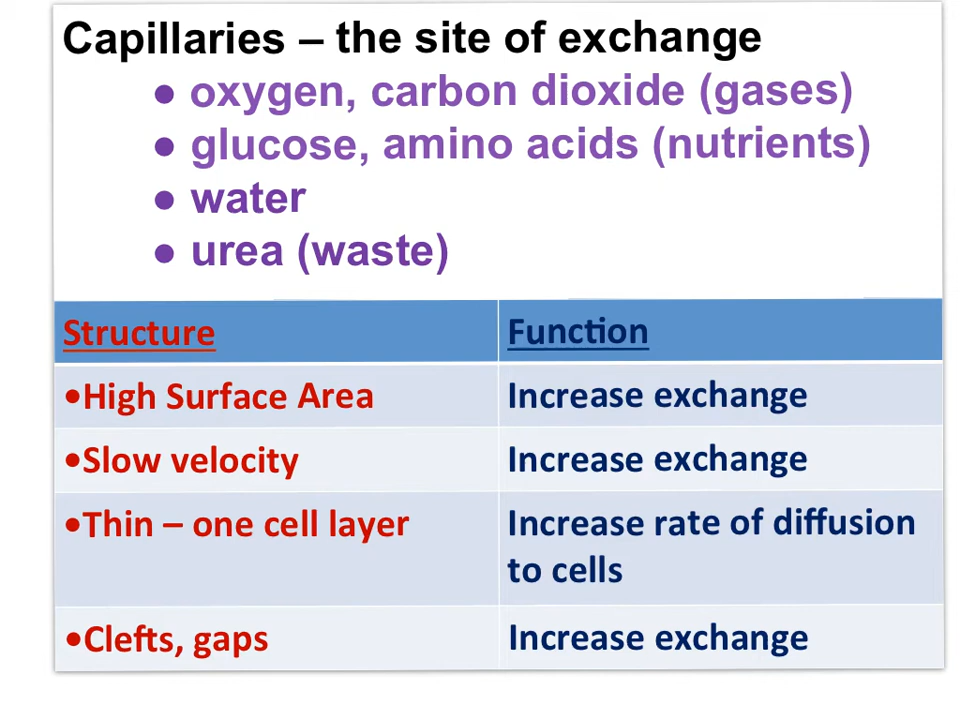 Capillaries – the site of exchange
● oxygen, carbon dioxide (gases)
● glucose, amino acids (nutrients)
● water
● urea (waste)
Structure Function
•High Surface Area Increase exchange
•Slow velocity Increase exchange
•Thin – one cell layer Increase rate of diffusion
to cells
•Clefts, gaps Increase exchange